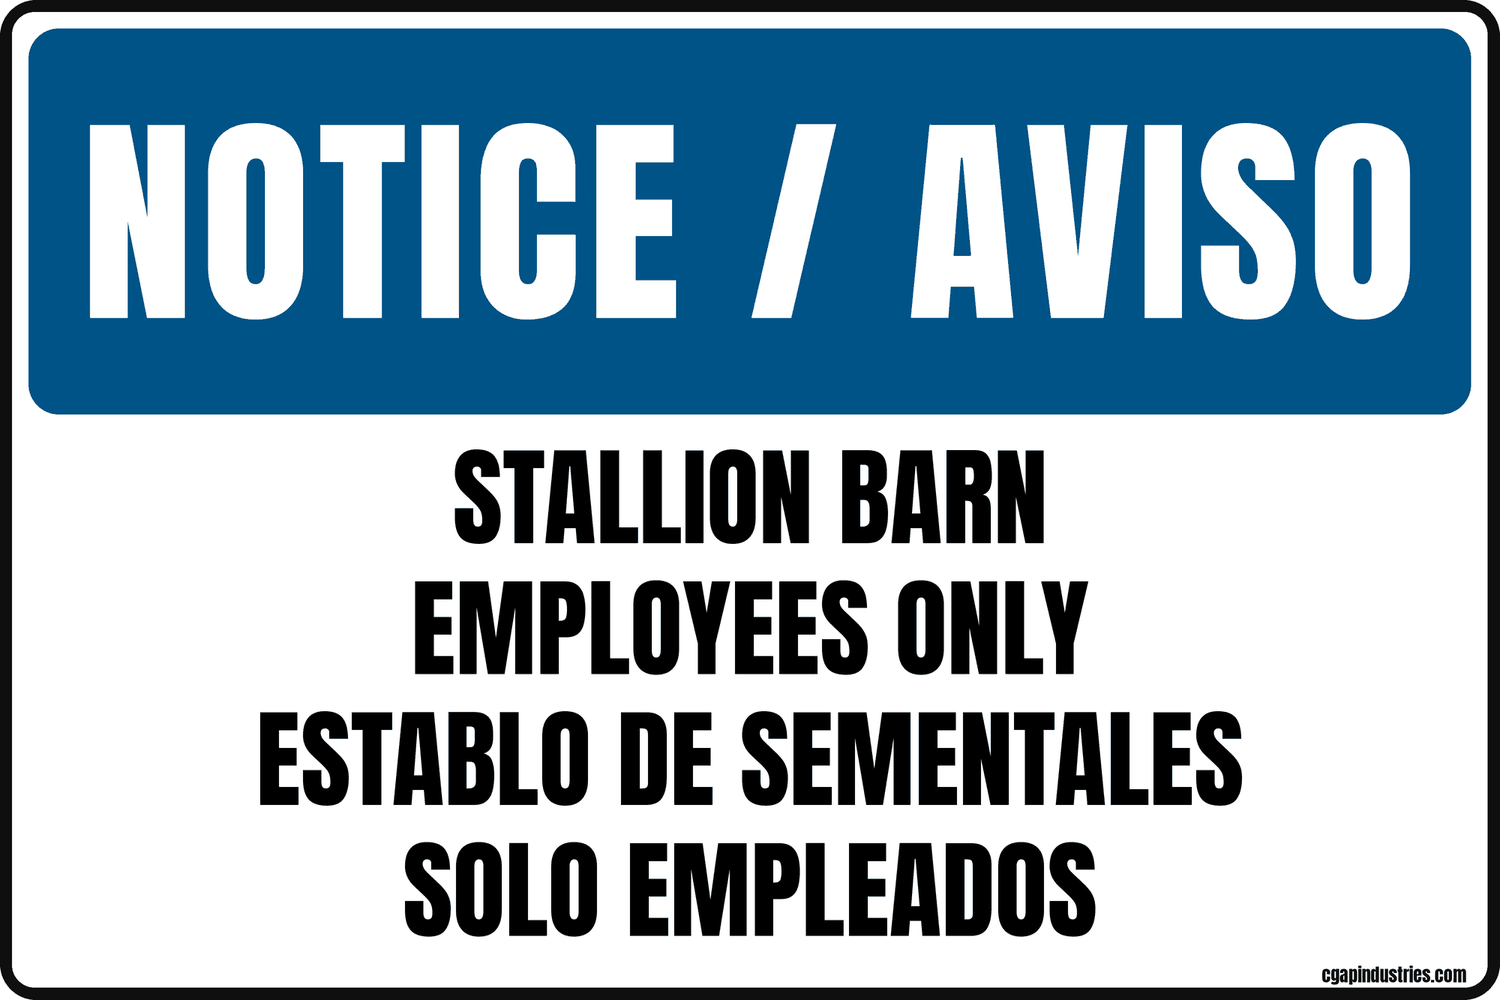 NOTICE / AVISO
STALLION BARN
EMPLOYEES ONLY
ESTABLO DE SEMENTALES
SOLO EMPLEADOS
cgapindustries.com